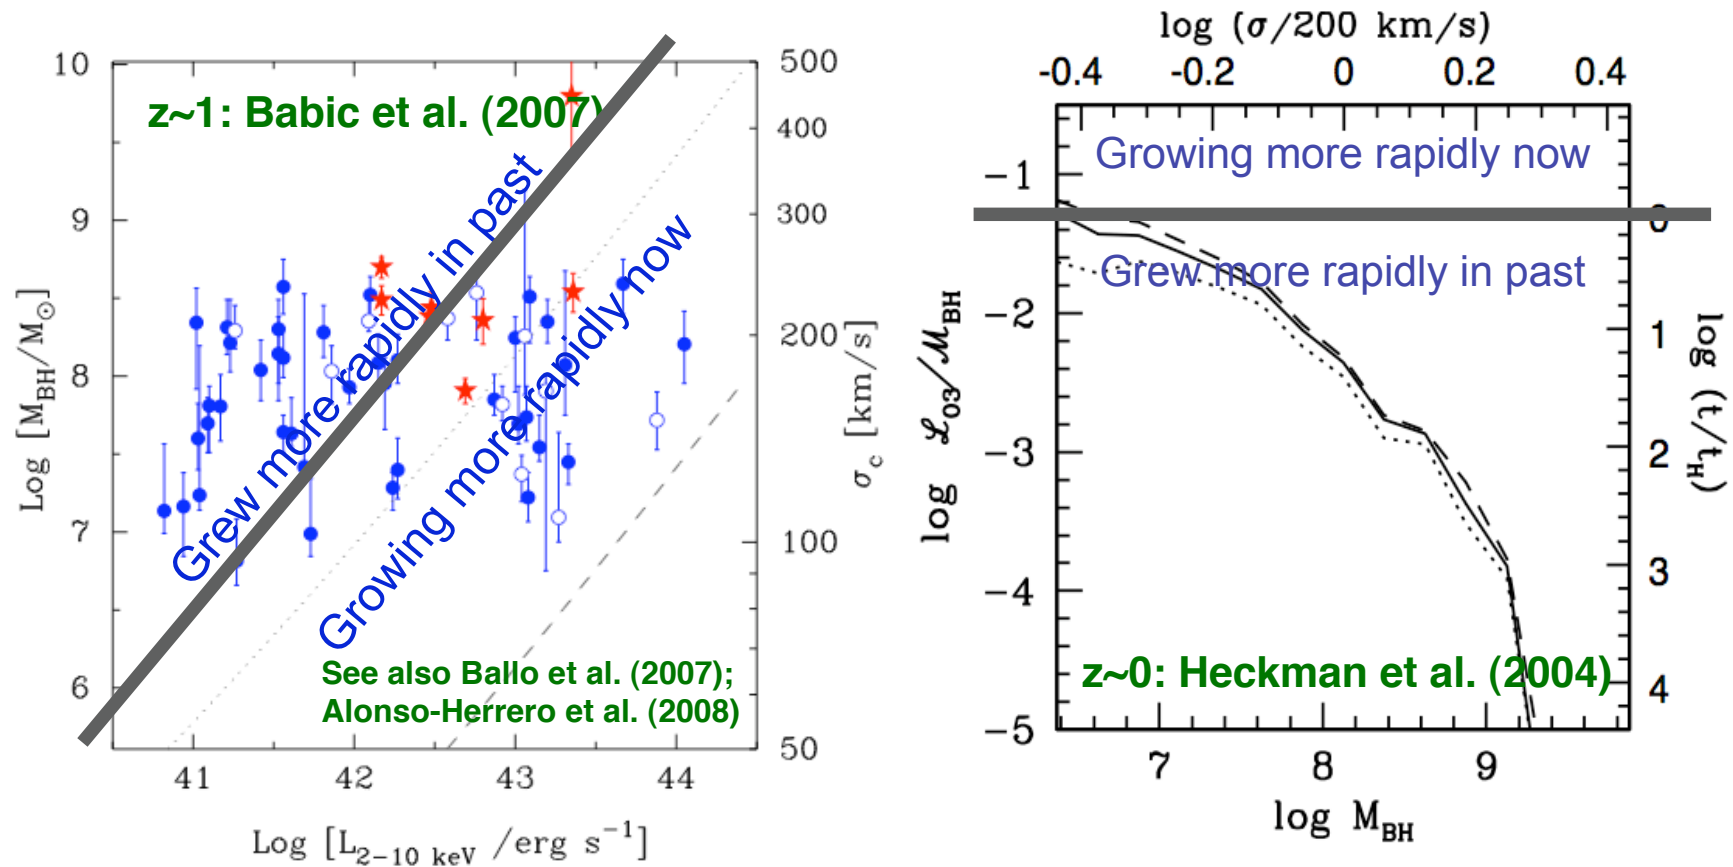 z~1: Babic et al. (2007)
Grew more rapidly in past
Growing more rapidly now
See also Ballo et al. (2007);
Alonso-Herrero et al. (2008)
Log [M_BH/M_⊙]
10
9
8
7
6
41
42
43
44
Log [L_2−10 keV /erg s^−1]
500
400
300
200
100
50
σ_c [km/s]
log (σ/200 km/s)
-0.4
-0.2
0
0.2
0.4
Growing more rapidly now
Grew more rapidly in past
z~0: Heckman et al. (2004)
log ℒ_O3/ℳ_BH
−1
−2
−3
−4
−5
7
8
9
log M_BH
0
1
2
3
4
log (t/t_H)